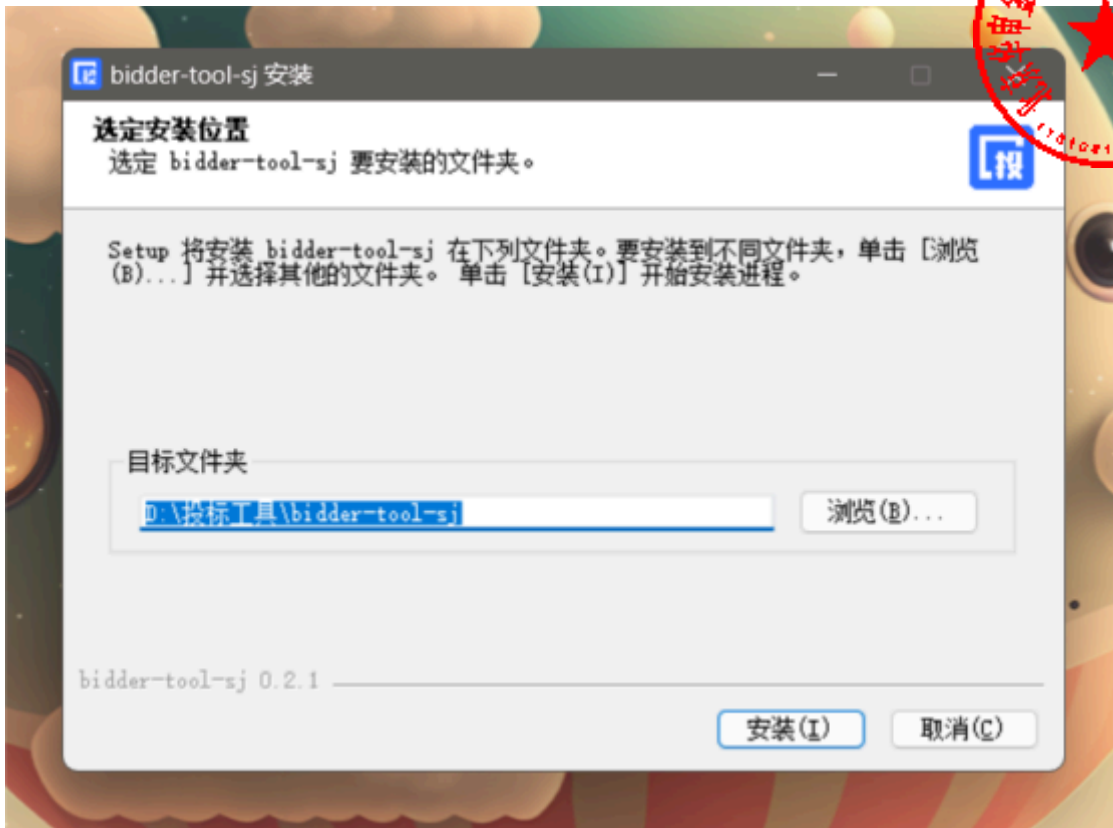 bidder-tool-sj 安装
选定安装位置
选定 bidder-tool-sj 要安装的文件夹。
投
Setup 将安装 bidder-tool-sj 在下列文件夹。要安装到不同文件夹，单击 [浏览
(B)...] 并选择其他的文件夹。 单击 [安装(I)] 开始安装进程。
目标文件夹
D:\投标工具\bidder-tool-sj
浏览(B)...
bidder-tool-sj 0.2.1
安装(I)
取消(C)